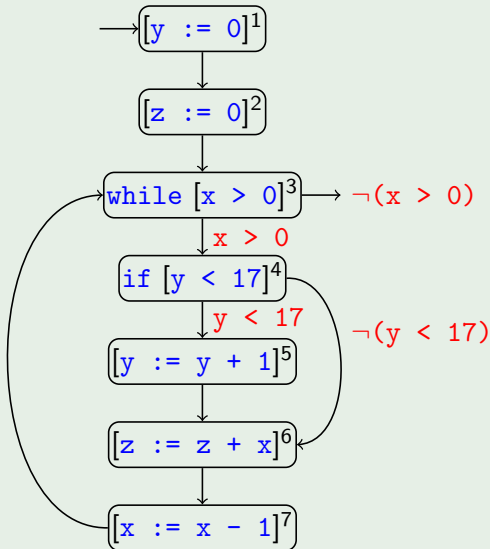 [y := 0]¹
[z := 0]²
while [x > 0]³ ¬(x > 0)
x > 0
if [y < 17]⁴
y < 17 ¬(y < 17)
[y := y + 1]⁵
[z := z + x]⁶
[x := x - 1]⁷